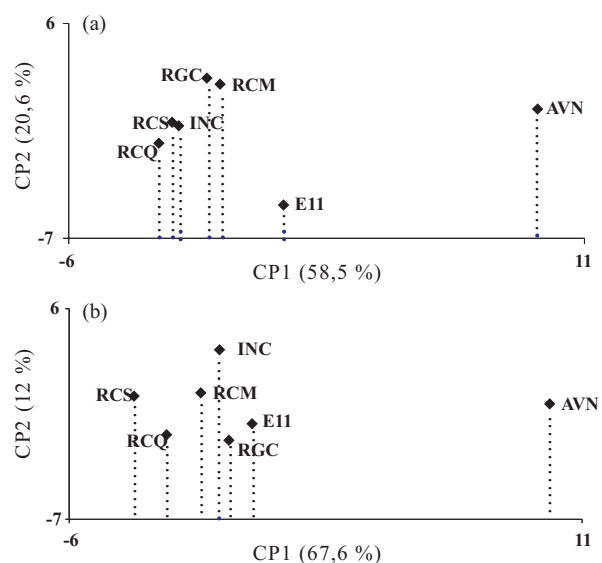 (a)
6
RGC
RCM
AVN
RCS
INC
RCQ
E11
CP2 (20,6 %)
-7
-6
11
CP1 (58,5 %)
(b)
6
INC
RCS
RCM
AVN
E11
RCQ
RGC
CP2 (12 %)
-7
-6
11
CP1 (67,6 %)